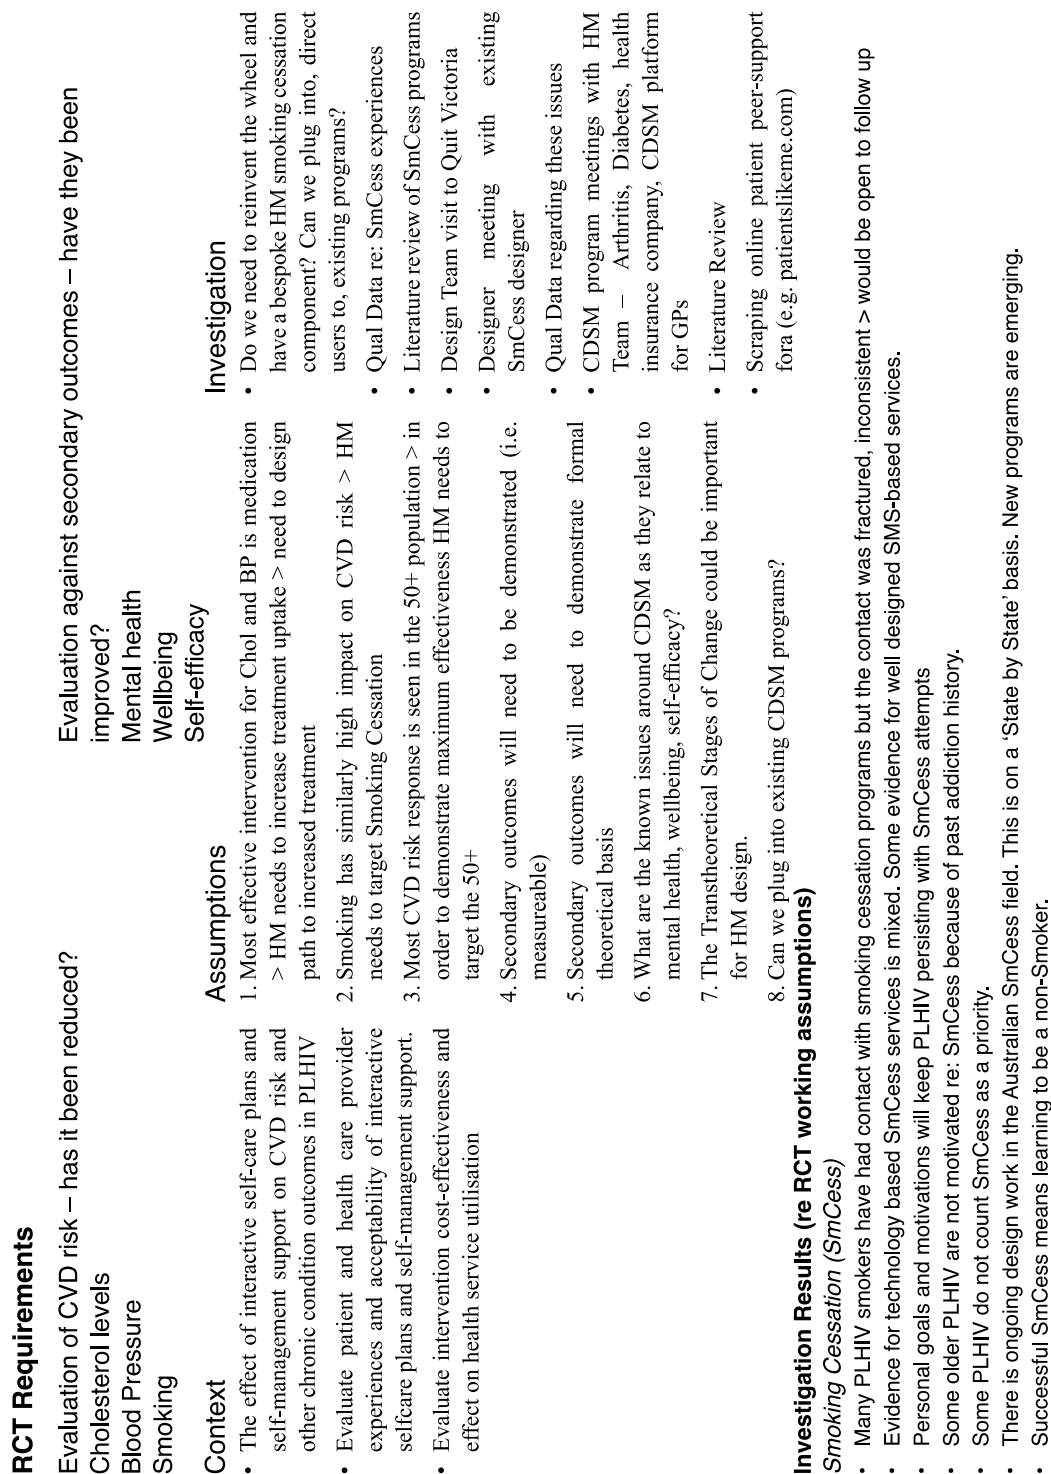 RCT Requirements
Evaluation of CVD risk – has it been reduced?
Cholesterol levels
Blood Pressure
Smoking
Evaluation against secondary outcomes – have they been
improved?
Mental health
Wellbeing
Self-efficacy
Context
• The effect of interactive self-care plans and
self-management support on CVD risk and
other chronic condition outcomes in PLHIV
• Evaluate patient and health care provider
experiences and acceptability of interactive
selfcare plans and self-management support.
• Evaluate intervention cost-effectiveness and
effect on health service utilisation
Assumptions
1. Most effective intervention for Chol and BP is medication
> HM needs to increase treatment uptake > need to design
path to increased treatment
2. Smoking has similarly high impact on CVD risk > HM
needs to target Smoking Cessation
3. Most CVD risk response is seen in the 50+ population > in
order to demonstrate maximum effectiveness HM needs to
target the 50+
4. Secondary outcomes will need to be demonstrated (i.e.
measureable)
5. Secondary outcomes will need to demonstrate formal
theoretical basis
6. What are the known issues around CDSM as they relate to
mental health, wellbeing, self-efficacy?
7. The Transtheoretical Stages of Change could be important
for HM design.
8. Can we plug into existing CDSM programs?
Investigation
• Do we need to reinvent the wheel and
have a bespoke HM smoking cessation
component? Can we plug into, direct
users to, existing programs?
• Qual Data re: SmCess experiences
• Literature review of SmCess programs
• Design Team visit to Quit Victoria
• Designer meeting with existing
SmCess designer
• Qual Data regarding these issues
• CDSM program meetings with HM
Team – Arthritis, Diabetes, health
insurance company, CDSM platform
for GPs
• Literature Review
• Scraping online patient peer-support
fora (e.g. patientslikeme.com)
Investigation Results (re RCT working assumptions)
Smoking Cessation (SmCess)
• Many PLHIV smokers have had contact with smoking cessation programs but the contact was fractured, inconsistent > would be open to follow up
• Evidence for technology based SmCess services is mixed. Some evidence for well designed SMS-based services.
• Personal goals and motivations will keep PLHIV persisting with SmCess attempts
• Some older PLHIV are not motivated re: SmCess because of past addiction history.
• Some PLHIV do not count SmCess as a priority.
• There is ongoing design work in the Australian SmCess field. This is on a 'State by State' basis. New programs are emerging.
• Successful SmCess means learning to be a non-Smoker.